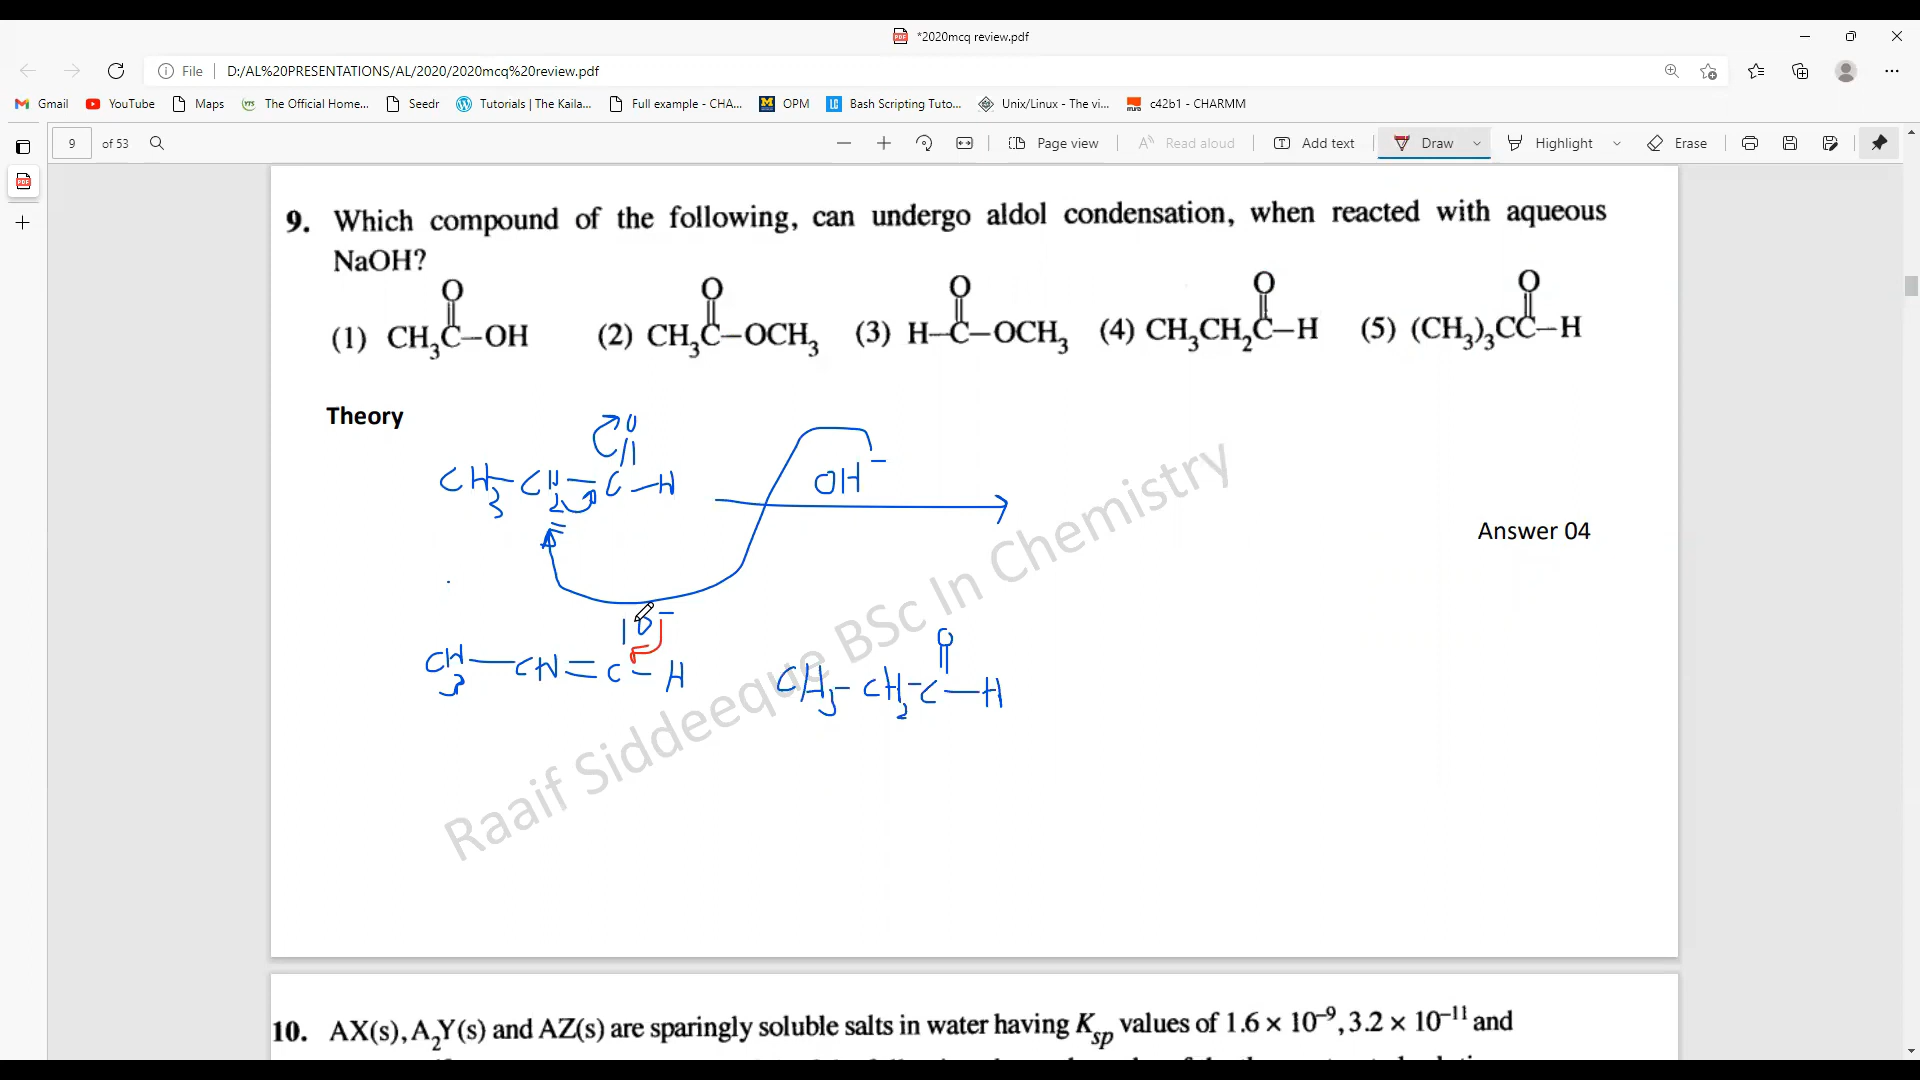 *2020mcq review.pdf
File D:/AL%20PRESENTATIONS/AL/2020/2020mcq%20review.pdf
Gmail YouTube Maps The Official Home... Seedr Tutorials | The Kaila... Full example - CHA... OPM Bash Scripting Tuto... Unix/Linux - The vi... c42b1 - CHARMM
9 of 53 Page view Read aloud Add text Draw Highlight Erase
9. Which compound of the following, can undergo aldol condensation, when reacted with aqueous
NaOH?
O O O O O
(1) CH₃C–OH (2) CH₃C–OCH₃ (3) H–C–OCH₃ (4) CH₃CH₂C–H (5) (CH₃)₃CC–H
Theory
O
CH₃–CH₂–C–H
OH⁻
Answer 04
O⁻
CH₃–CH=C–H
O
CH₃–CH₂–C–H
Raaif Siddeeque BSc In Chemistry
10. AX(s), A₂Y(s) and AZ(s) are sparingly soluble salts in water having Kₛₚ values of 1.6 × 10⁻⁹, 3.2 × 10⁻¹¹ and